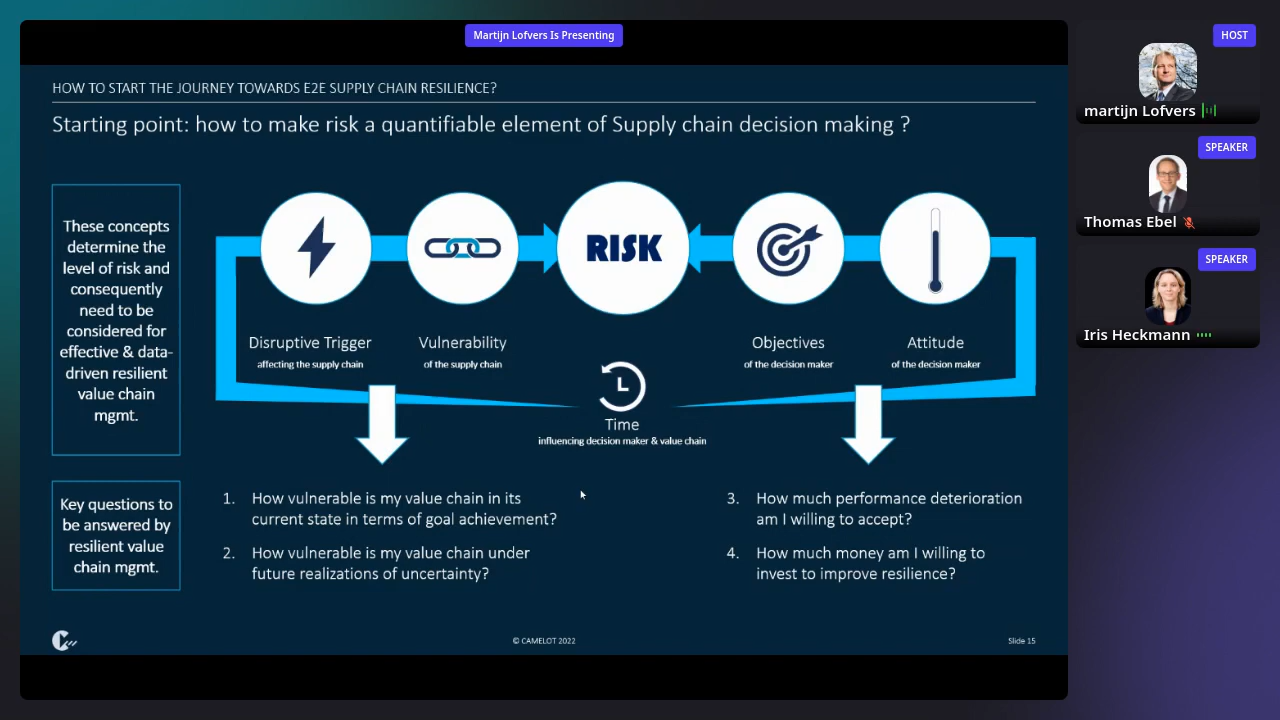 Martijn Lofvers Is Presenting
HOW TO START THE JOURNEY TOWARDS E2E SUPPLY CHAIN RESILIENCE?
Starting point: how to make risk a quantifiable element of Supply chain decision making ?
These concepts
determine the
level of risk and
consequently
need to be
considered for
effective & data-
driven resilient
value chain
mgmt.
RISK
Disruptive Trigger
affecting the supply chain
Vulnerability
of the supply chain
Objectives
of the decision maker
Attitude
of the decision maker
Time
influencing decision maker & value chain
Key questions to
be answered by
resilient value
chain mgmt.
1. How vulnerable is my value chain in its
current state in terms of goal achievement?
2. How vulnerable is my value chain under
future realizations of uncertainty?
3. How much performance deterioration
am I willing to accept?
4. How much money am I willing to
invest to improve resilience?
© CAMELOT 2022
Slide 15
HOST
martijn Lofvers
SPEAKER
Thomas Ebel
SPEAKER
Iris Heckmann